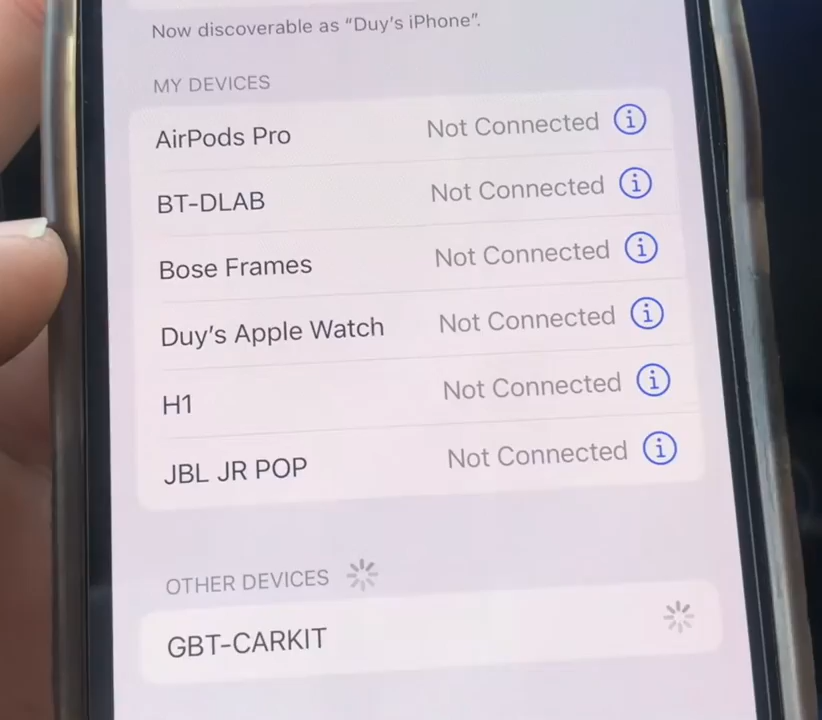 Now discoverable as “Duy’s iPhone”.
MY DEVICES
AirPods Pro Not Connected i
BT-DLAB Not Connected i
Bose Frames Not Connected i
Duy’s Apple Watch Not Connected i
H1 Not Connected i
JBL JR POP Not Connected i
OTHER DEVICES
GBT-CARKIT